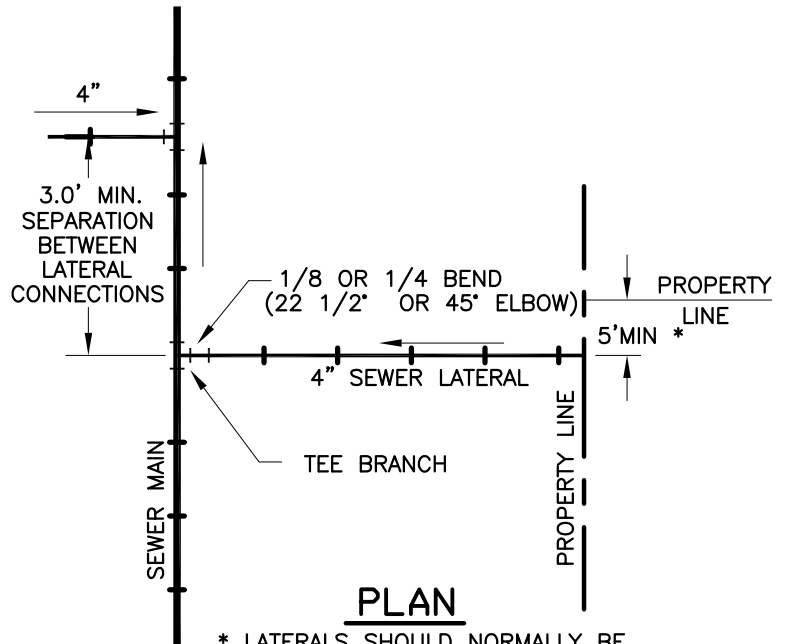 4"
3.0' MIN.
SEPARATION
BETWEEN
LATERAL
CONNECTIONS
1/8 OR 1/4 BEND
(22 1/2° OR 45° ELBOW)
PROPERTY
LINE
5'MIN *
4" SEWER LATERAL
TEE BRANCH
SEWER MAIN
PROPERTY LINE
PLAN
* LATERALS SHOULD NORMALLY BE